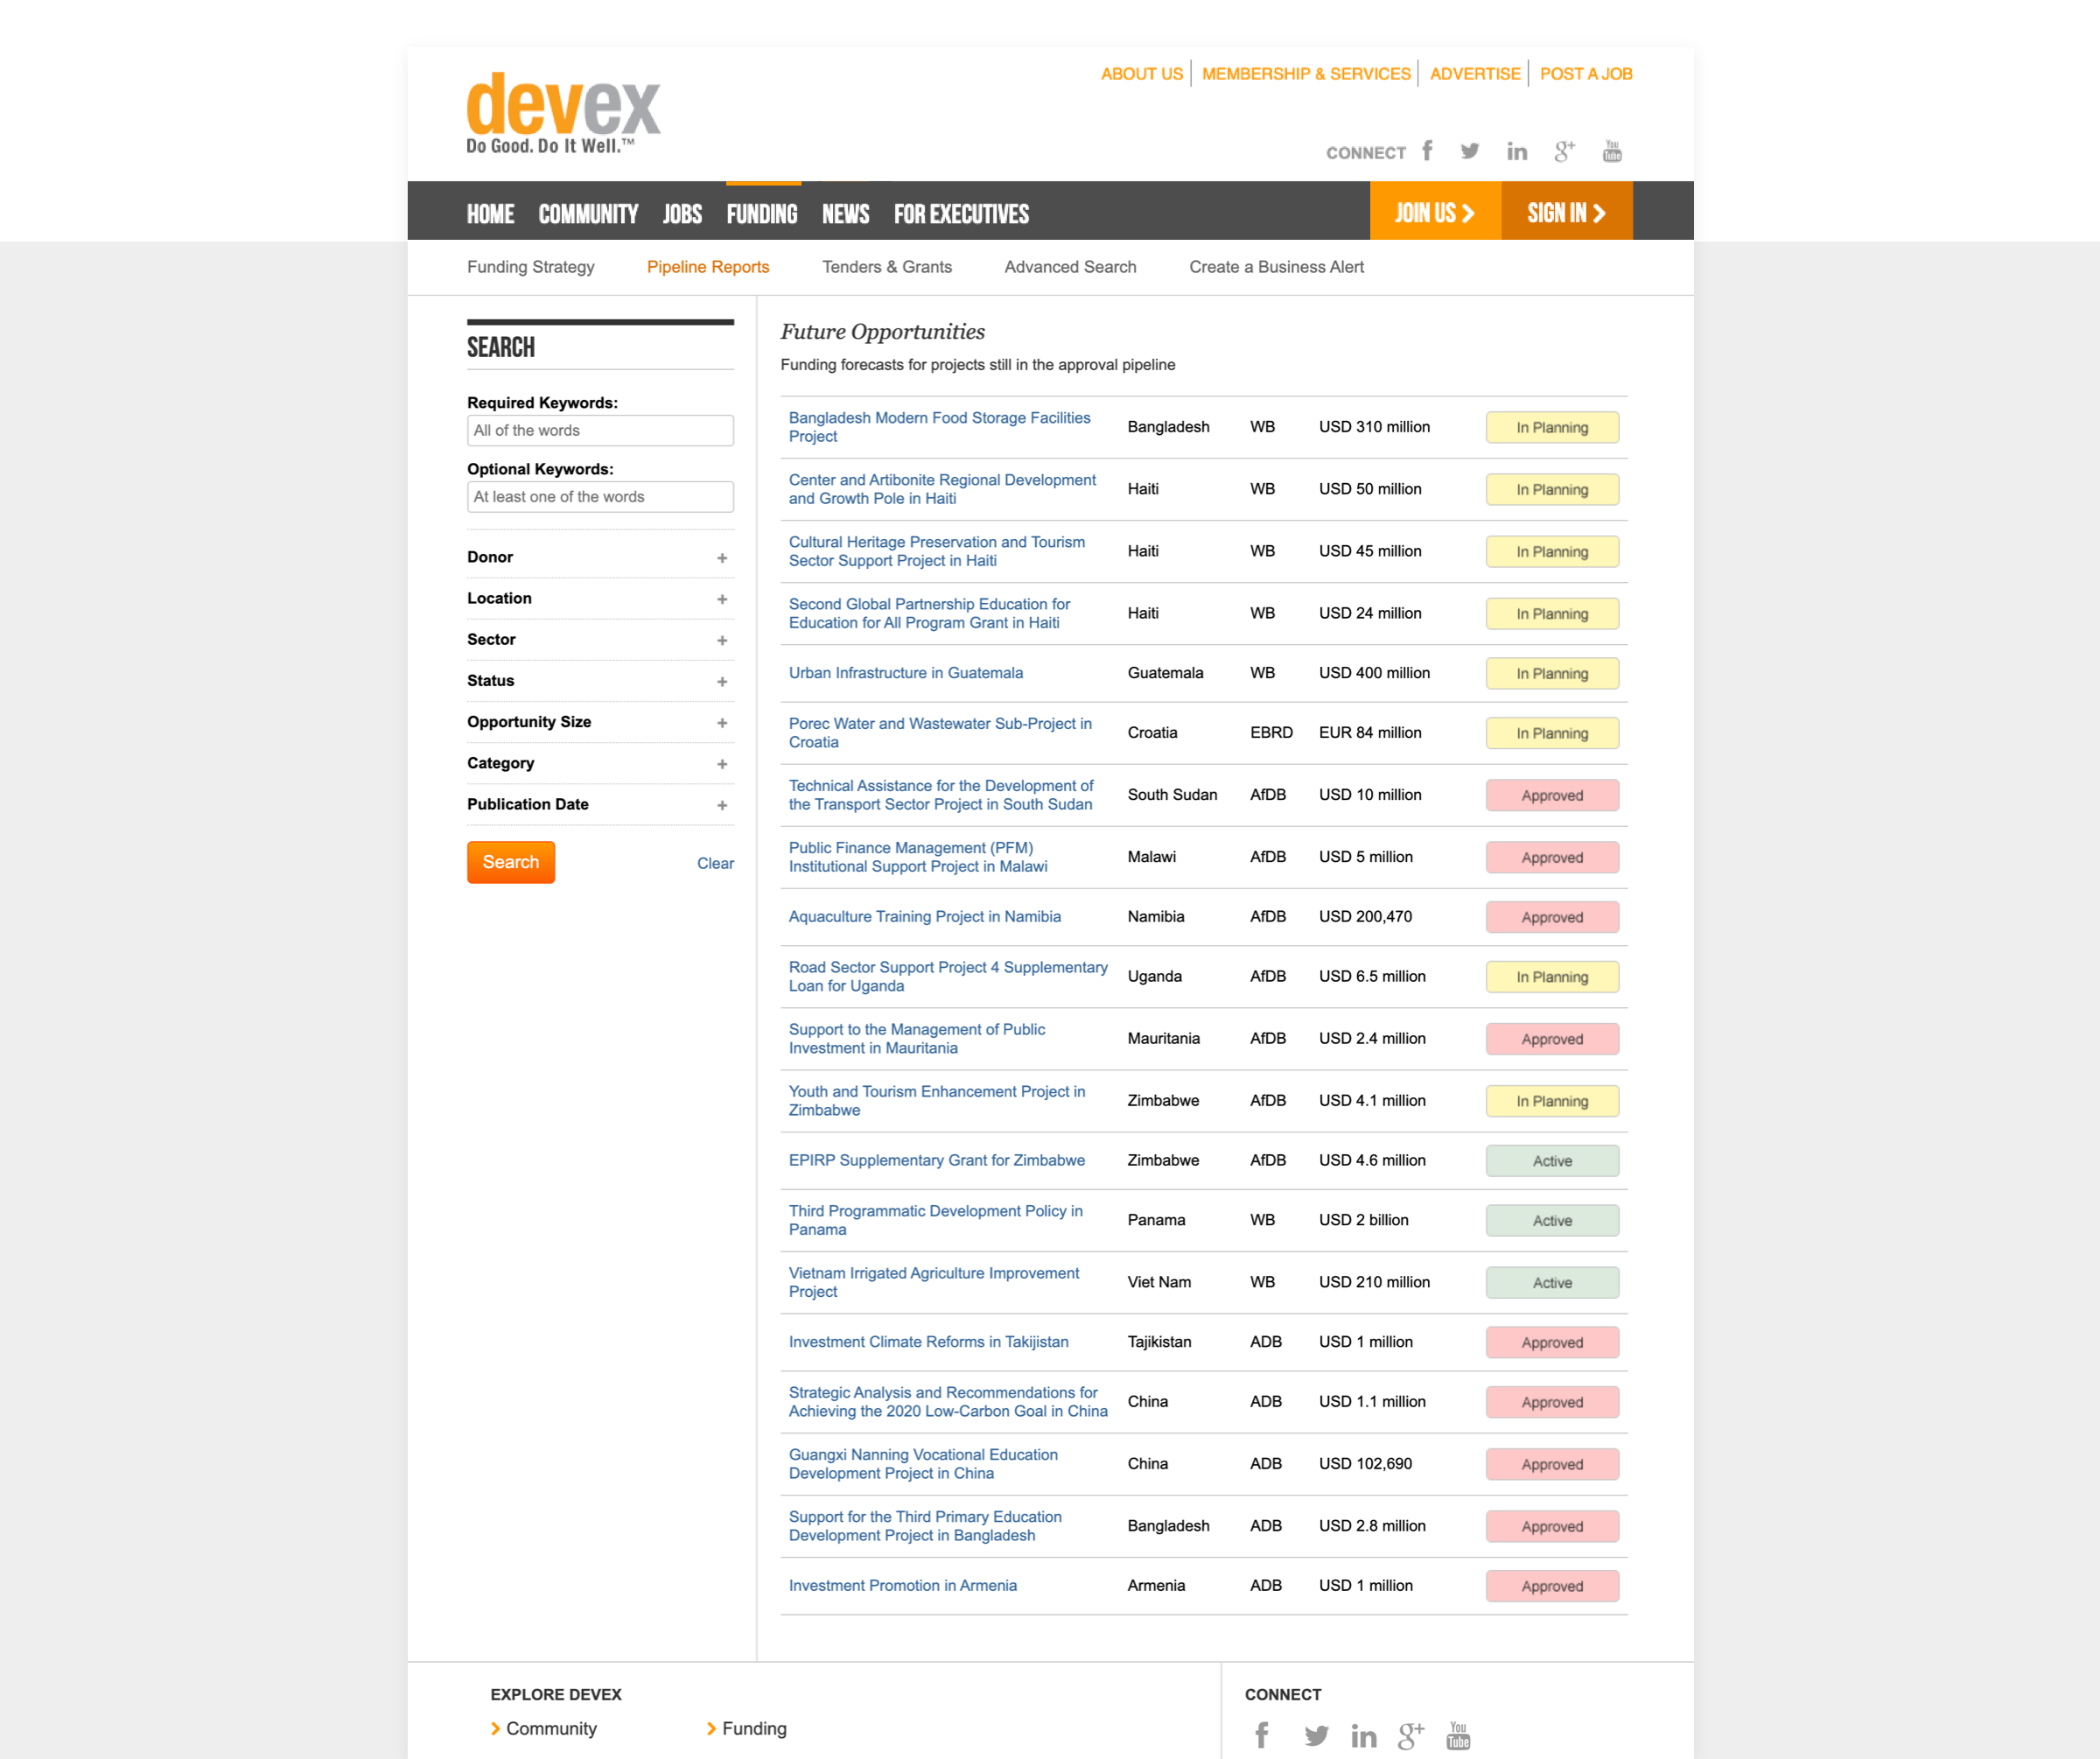 devex
Do Good. Do It Well.™
ABOUT US
MEMBERSHIP & SERVICES
ADVERTISE
POST A JOB
CONNECT
f
in
g+
You
Tube
HOME
COMMUNITY
JOBS
FUNDING
NEWS
FOR EXECUTIVES
JOIN US
SIGN IN
Funding Strategy
Pipeline Reports
Tenders & Grants
Advanced Search
Create a Business Alert
SEARCH
Required Keywords:
All of the words
Optional Keywords:
At least one of the words
Donor +
Location +
Sector +
Status +
Opportunity Size +
Category +
Publication Date +
Search
Clear
Future Opportunities
Funding forecasts for projects still in the approval pipeline
Bangladesh Modern Food Storage Facilities
Project
Bangladesh WB USD 310 million In Planning
Center and Artibonite Regional Development
and Growth Pole in Haiti
Haiti WB USD 50 million In Planning
Cultural Heritage Preservation and Tourism
Sector Support Project in Haiti
Haiti WB USD 45 million In Planning
Second Global Partnership Education for
Education for All Program Grant in Haiti
Haiti WB USD 24 million In Planning
Urban Infrastructure in Guatemala Guatemala WB USD 400 million In Planning
Porec Water and Wastewater Sub-Project in
Croatia
Croatia EBRD EUR 84 million In Planning
Technical Assistance for the Development of
the Transport Sector Project in South Sudan
South Sudan AfDB USD 10 million Approved
Public Finance Management (PFM)
Institutional Support Project in Malawi
Malawi AfDB USD 5 million Approved
Aquaculture Training Project in Namibia Namibia AfDB USD 200,470 Approved
Road Sector Support Project 4 Supplementary
Loan for Uganda
Uganda AfDB USD 6.5 million In Planning
Support to the Management of Public
Investment in Mauritania
Mauritania AfDB USD 2.4 million Approved
Youth and Tourism Enhancement Project in
Zimbabwe
Zimbabwe AfDB USD 4.1 million In Planning
EPIRP Supplementary Grant for Zimbabwe Zimbabwe AfDB USD 4.6 million Active
Third Programmatic Development Policy in
Panama
Panama WB USD 2 billion Active
Vietnam Irrigated Agriculture Improvement
Project
Viet Nam WB USD 210 million Active
Investment Climate Reforms in Takijistan Tajikistan ADB USD 1 million Approved
Strategic Analysis and Recommendations for
Achieving the 2020 Low-Carbon Goal in China
China ADB USD 1.1 million Approved
Guangxi Nanning Vocational Education
Development Project in China
China ADB USD 102,690 Approved
Support for the Third Primary Education
Development Project in Bangladesh
Bangladesh ADB USD 2.8 million Approved
Investment Promotion in Armenia Armenia ADB USD 1 million Approved
EXPLORE DEVEX
Community
Funding
CONNECT
f
in
g+
You
Tube